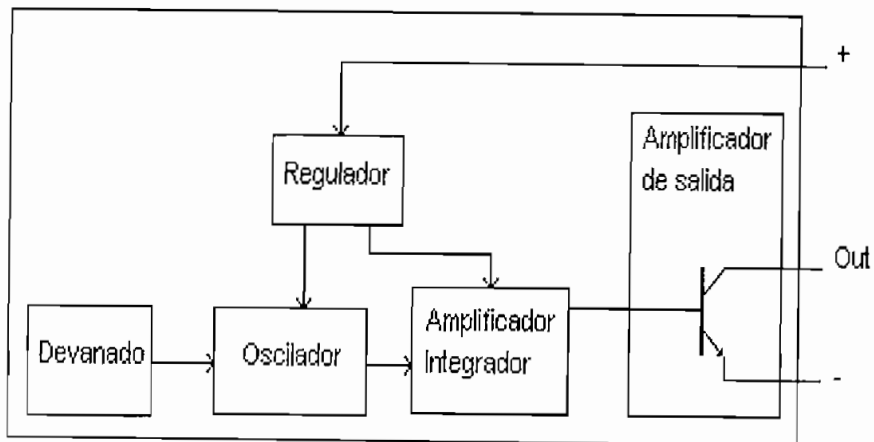 +
Regulador
Amplificador
de salida
Out
Devanado
Oscilador
Amplificador
Integrador
-